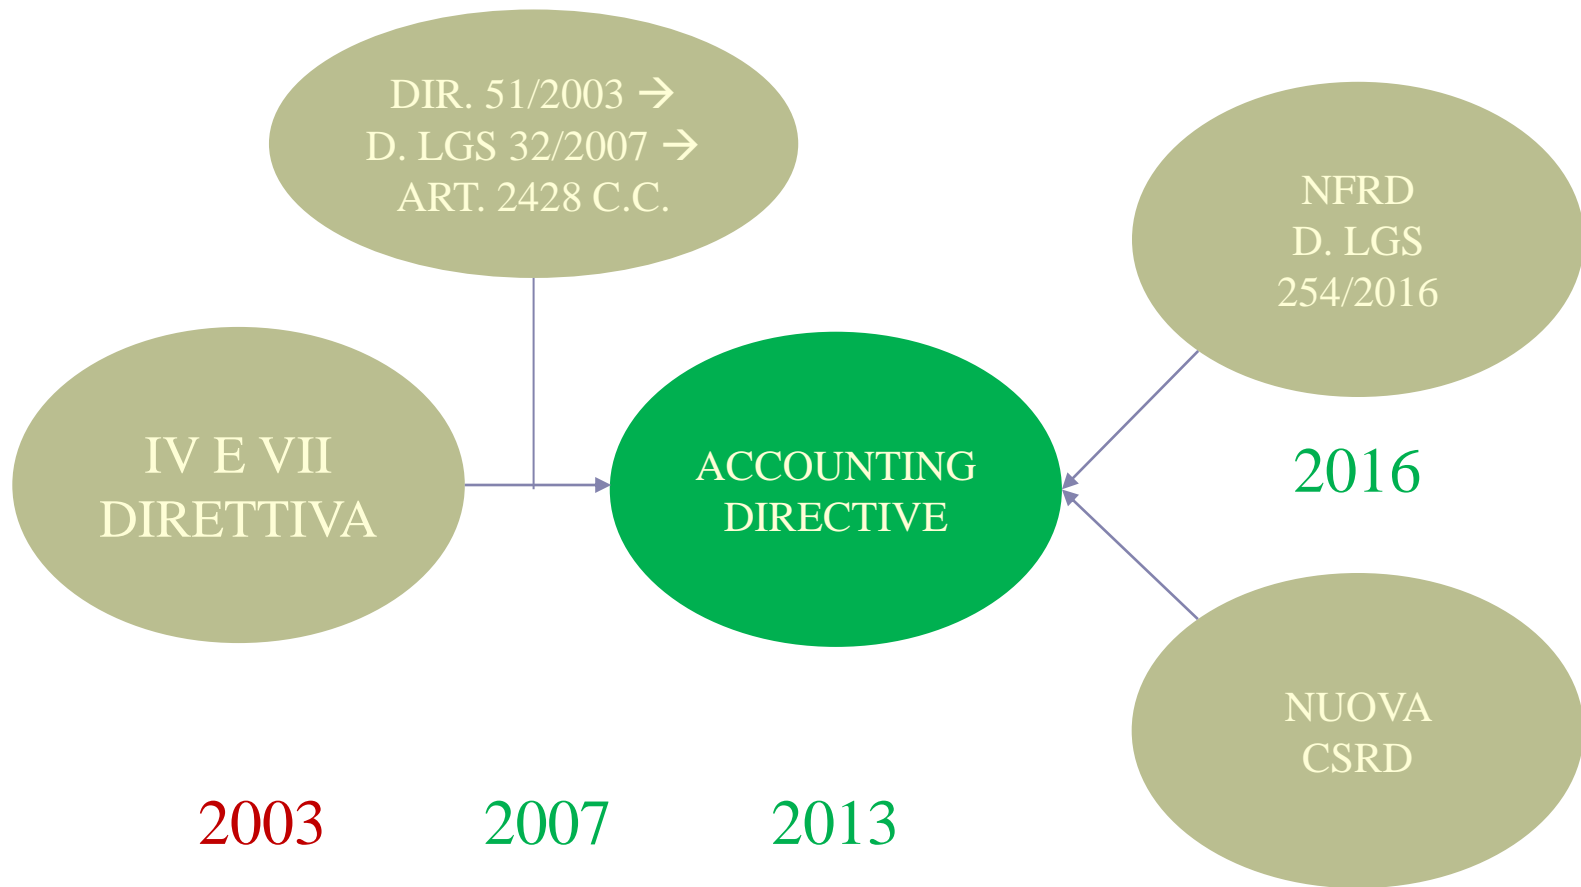 DIR. 51/2003 →
D. LGS 32/2007 →
ART. 2428 C.C.
NFRD
D. LGS
254/2016
IV E VII
DIRETTIVA
ACCOUNTING
DIRECTIVE
2016
NUOVA
CSRD
2003
2007
2013